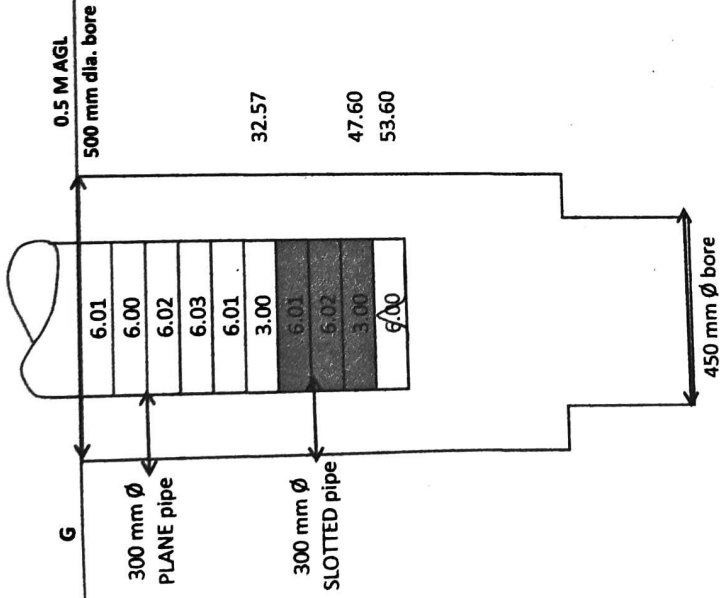 0.5 M AGL
G
500 mm dia. bore
6.01
6.00
300 mm Ø
PLANE pipe
6.02
6.03
6.01
3.00
32.57
6.01
300 mm Ø
SLOTTED pipe
6.02
3.00
47.60
6.00
53.60
450 mm Ø bore